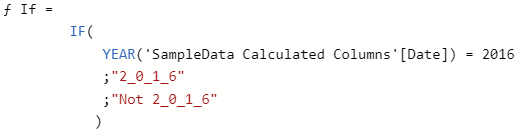 ƒ If =
IF(
YEAR('SampleData Calculated Columns'[Date]) = 2016
;"2_0_1_6"
;"Not 2_0_1_6"
)